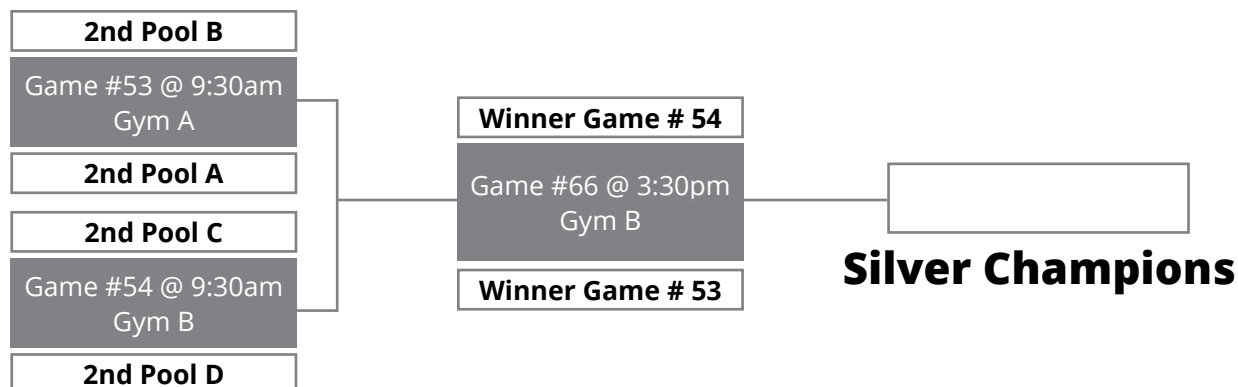 2nd Pool B
Game #53 @ 9:30am
Gym A
2nd Pool A
2nd Pool C
Game #54 @ 9:30am
Gym B
2nd Pool D
Winner Game # 54
Game #66 @ 3:30pm
Gym B
Winner Game # 53
Silver Champions